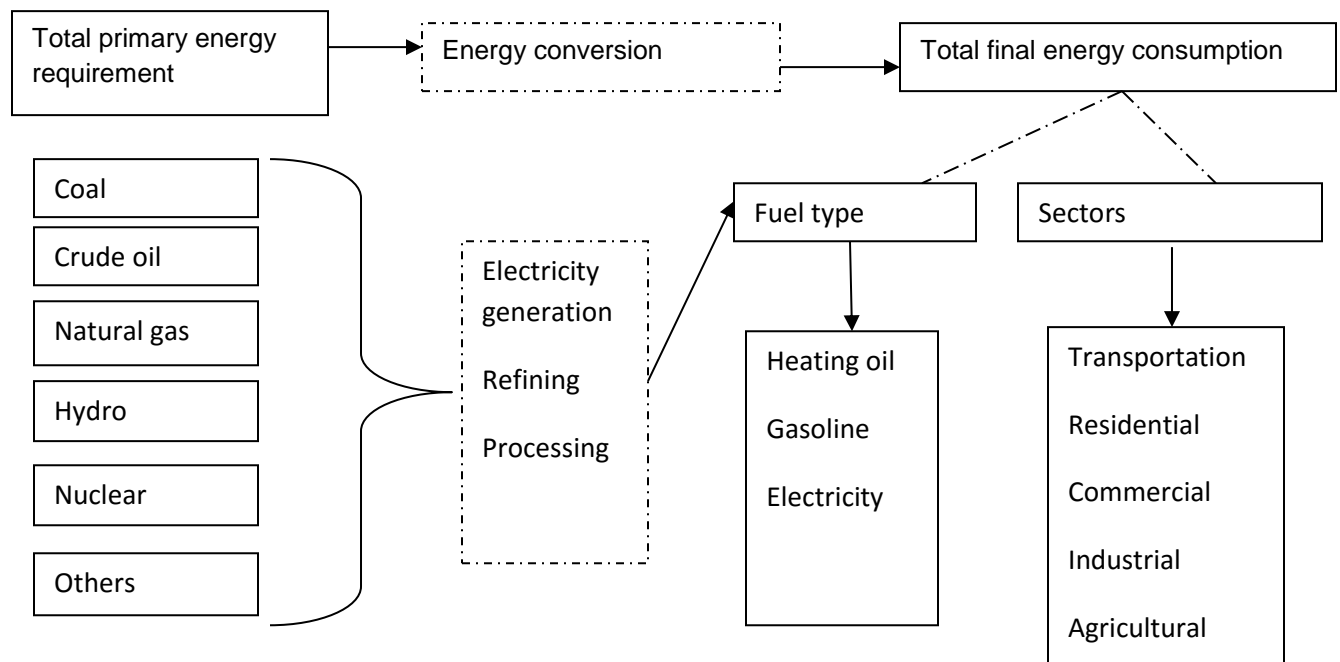 Total primary energy
requirement
Energy conversion
Total final energy consumption
Coal
Crude oil
Natural gas
Hydro
Nuclear
Others
Electricity
generation
Refining
Processing
Fuel type
Heating oil
Gasoline
Electricity
Sectors
Transportation
Residential
Commercial
Industrial
Agricultural